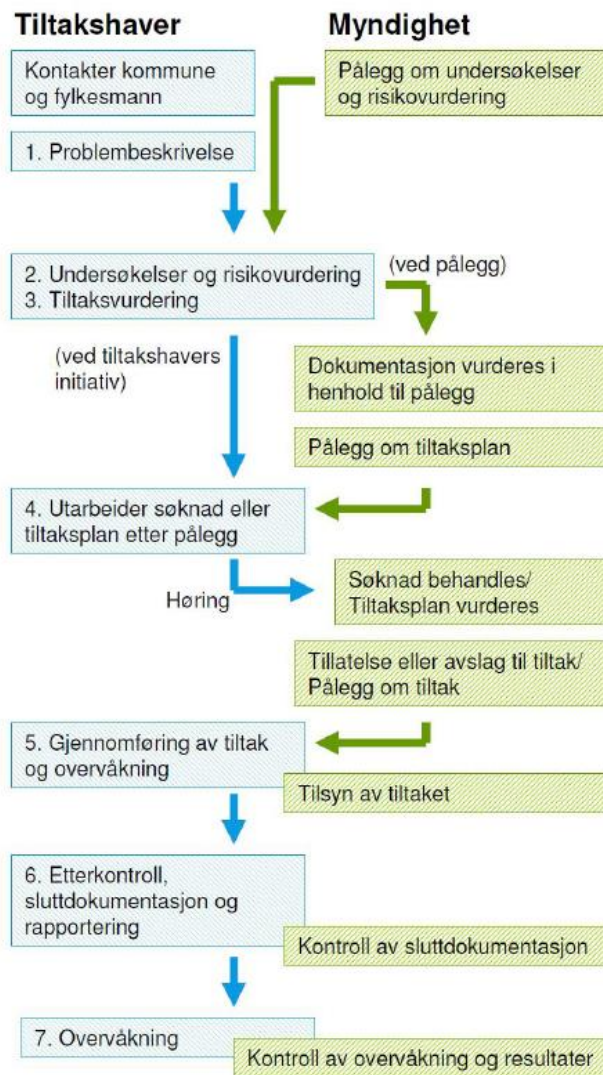 Tiltakshaver
Myndighet
Kontakter kommune
og fylkesmann
Pålegg om undersøkelser
og risikovurdering
1. Problembeskrivelse
2. Undersøkelser og risikovurdering
3. Tiltaksvurdering
(ved pålegg)
(ved tiltakshavers
initiativ)
Dokumentasjon vurderes i
henhold til pålegg
Pålegg om tiltaksplan
4. Utarbeider søknad eller
tiltaksplan etter pålegg
Høring
Søknad behandles/
Tiltaksplan vurderes
Tillatelse eller avslag til tiltak/
Pålegg om tiltak
5. Gjennomføring av tiltak
og overvåkning
Tilsyn av tiltaket
6. Etterkontroll,
sluttdokumentasjon og
rapportering
Kontroll av sluttdokumentasjon
7. Overvåkning
Kontroll av overvåkning og resultater